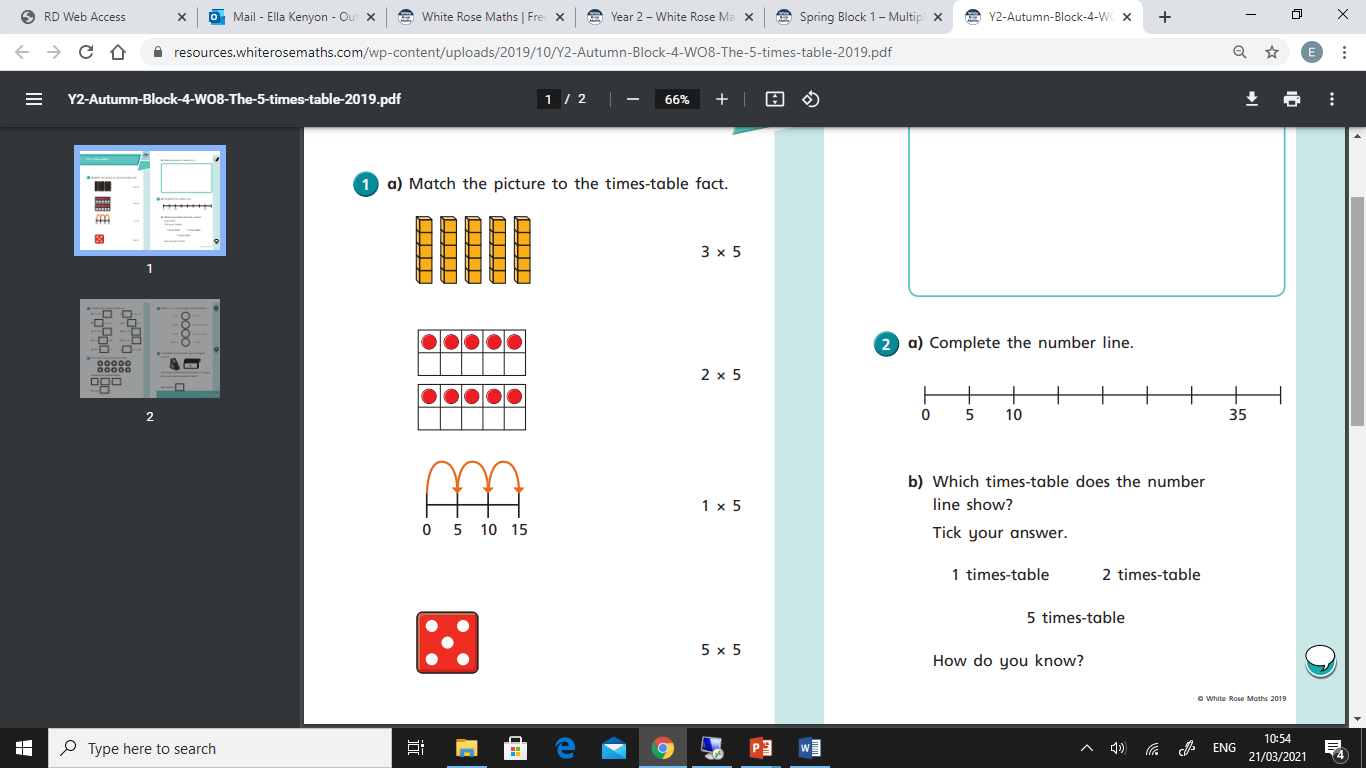 RD Web Access
Mail - Ella Kenyon - Out
White Rose Maths | Free
Year 2 – White Rose Ma
Spring Block 1 – Multipl
Y2-Autumn-Block-4-WO
resources.whiterosemaths.com/wp-content/uploads/2019/10/Y2-Autumn-Block-4-WO8-The-5-times-table-2019.pdf
E
Y2-Autumn-Block-4-WO8-The-5-times-table-2019.pdf
1 / 2
66%
1
2
1 a) Match the picture to the times-table fact.
3 × 5
2 × 5
0 5 10 15
1 × 5
5 × 5
2 a) Complete the number line.
0 5 10 35
b) Which times-table does the number
line show?
Tick your answer.
1 times-table 2 times-table
5 times-table
How do you know?
© White Rose Maths 2019
Type here to search
ENG
10:54
21/03/2021
4